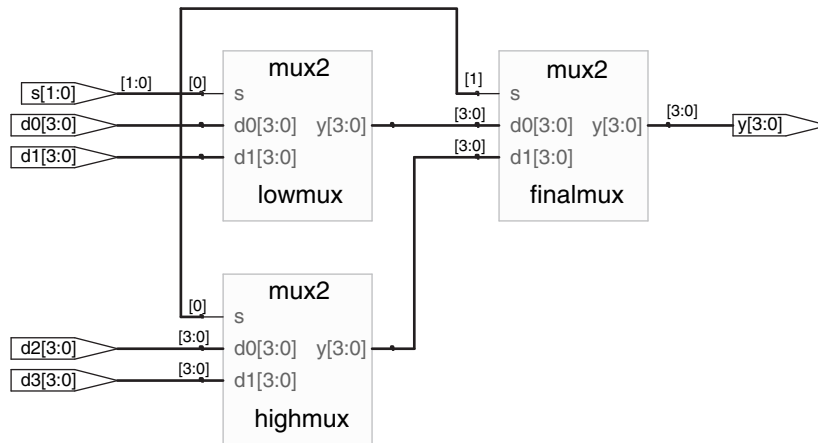 mux2
mux2
s[1:0]
[1:0]
[0]
s
[1]
s
d0[3:0]
d0[3:0]
y[3:0]
[3:0]
d0[3:0]
y[3:0]
[3:0]
y[3:0]
d1[3:0]
d1[3:0]
[3:0]
d1[3:0]
lowmux
finalmux
mux2
[0]
s
d2[3:0]
[3:0]
d0[3:0]
y[3:0]
d3[3:0]
[3:0]
d1[3:0]
highmux